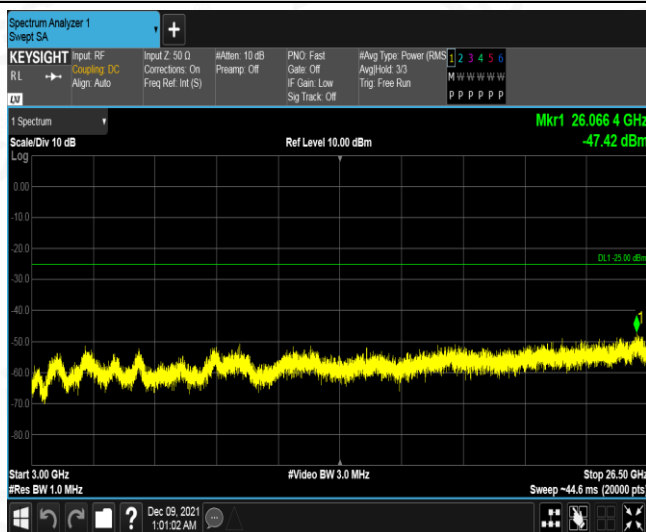 Spectrum Analyzer 1
Swept SA
+
KEYSIGHT
RL
LXI
Input: RF
Coupling: DC
Align: Auto
Input Z: 50 Ω
Corrections: On
Freq Ref: Int (S)
#Atten: 10 dB
Preamp: Off
PNO: Fast
Gate: Off
IF Gain: Low
Sig Track: Off
#Avg Type: Power (RMS
Avg|Hold: 3/3
Trig: Free Run
1 2 3 4 5 6
M W W W W W
P P P P P P
1 Spectrum
Scale/Div 10 dB
Ref Level 10.00 dBm
Mkr1 26.066 4 GHz
-47.42 dBm
Log
0.00
-10.0
-20.0
DL1 -25.00 dBm
-30.0
-40.0
1
-50.0
-60.0
-70.0
-80.0
Start 3.00 GHz
#Video BW 3.0 MHz
Stop 26.50 GHz
#Res BW 1.0 MHz
Sweep ~44.6 ms (20000 pts)
?
Dec 09, 2021
1:01:02 AM